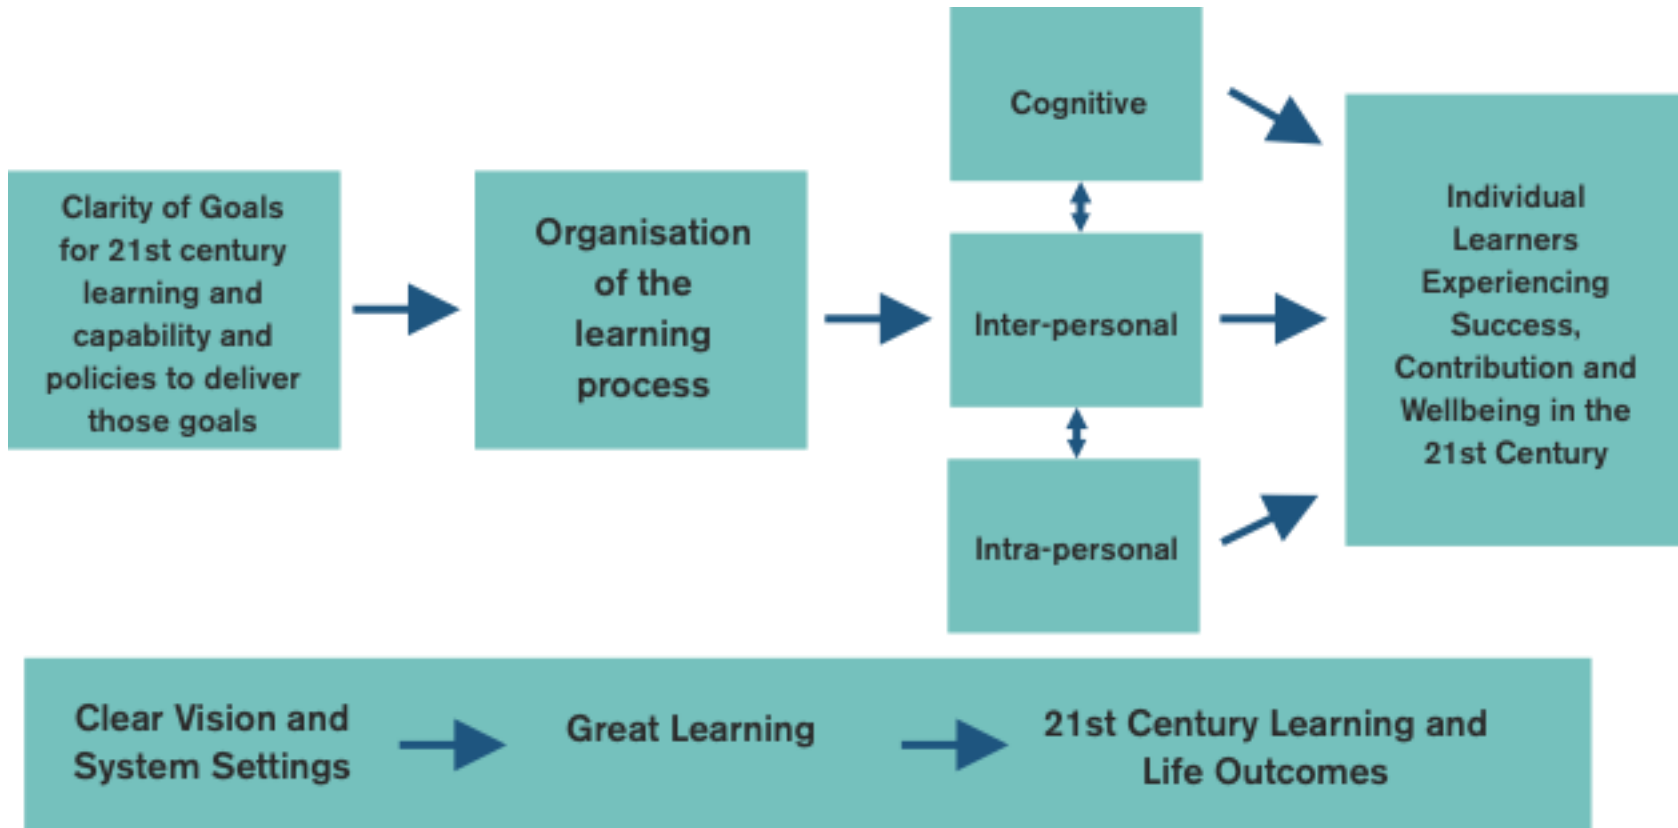 Clarity of Goals
for 21st century
learning and
capability and
policies to deliver
those goals
Organisation
of the
learning
process
Cognitive
Inter-personal
Intra-personal
Individual
Learners
Experiencing
Success,
Contribution and
Wellbeing in the
21st Century
Clear Vision and
System Settings
Great Learning
21st Century Learning and
Life Outcomes